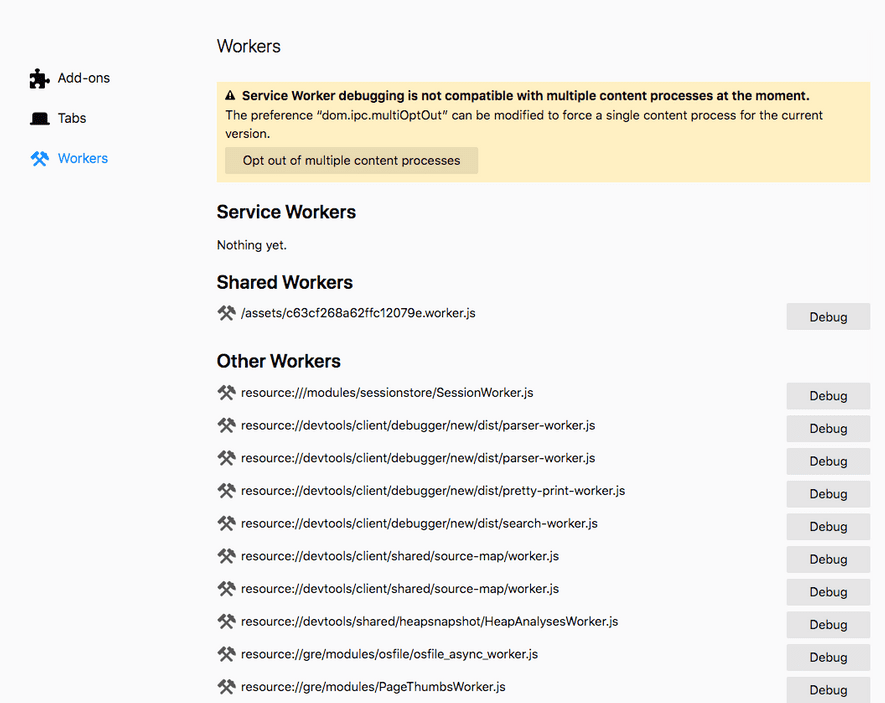 Workers
Add-ons
Tabs
Workers
Service Worker debugging is not compatible with multiple content processes at the moment.
The preference “dom.ipc.multiOptOut” can be modified to force a single content process for the current
version.
Opt out of multiple content processes
Service Workers
Nothing yet.
Shared Workers
/assets/c63cf268a62ffc12079e.worker.js Debug
Other Workers
resource:///modules/sessionstore/SessionWorker.js Debug
resource://devtools/client/debugger/new/dist/parser-worker.js Debug
resource://devtools/client/debugger/new/dist/parser-worker.js Debug
resource://devtools/client/debugger/new/dist/pretty-print-worker.js Debug
resource://devtools/client/debugger/new/dist/search-worker.js Debug
resource://devtools/client/shared/source-map/worker.js Debug
resource://devtools/client/shared/source-map/worker.js Debug
resource://devtools/shared/heapsnapshot/HeapAnalysesWorker.js Debug
resource://gre/modules/osfile/osfile_async_worker.js Debug
resource://gre/modules/PageThumbsWorker.js Debug